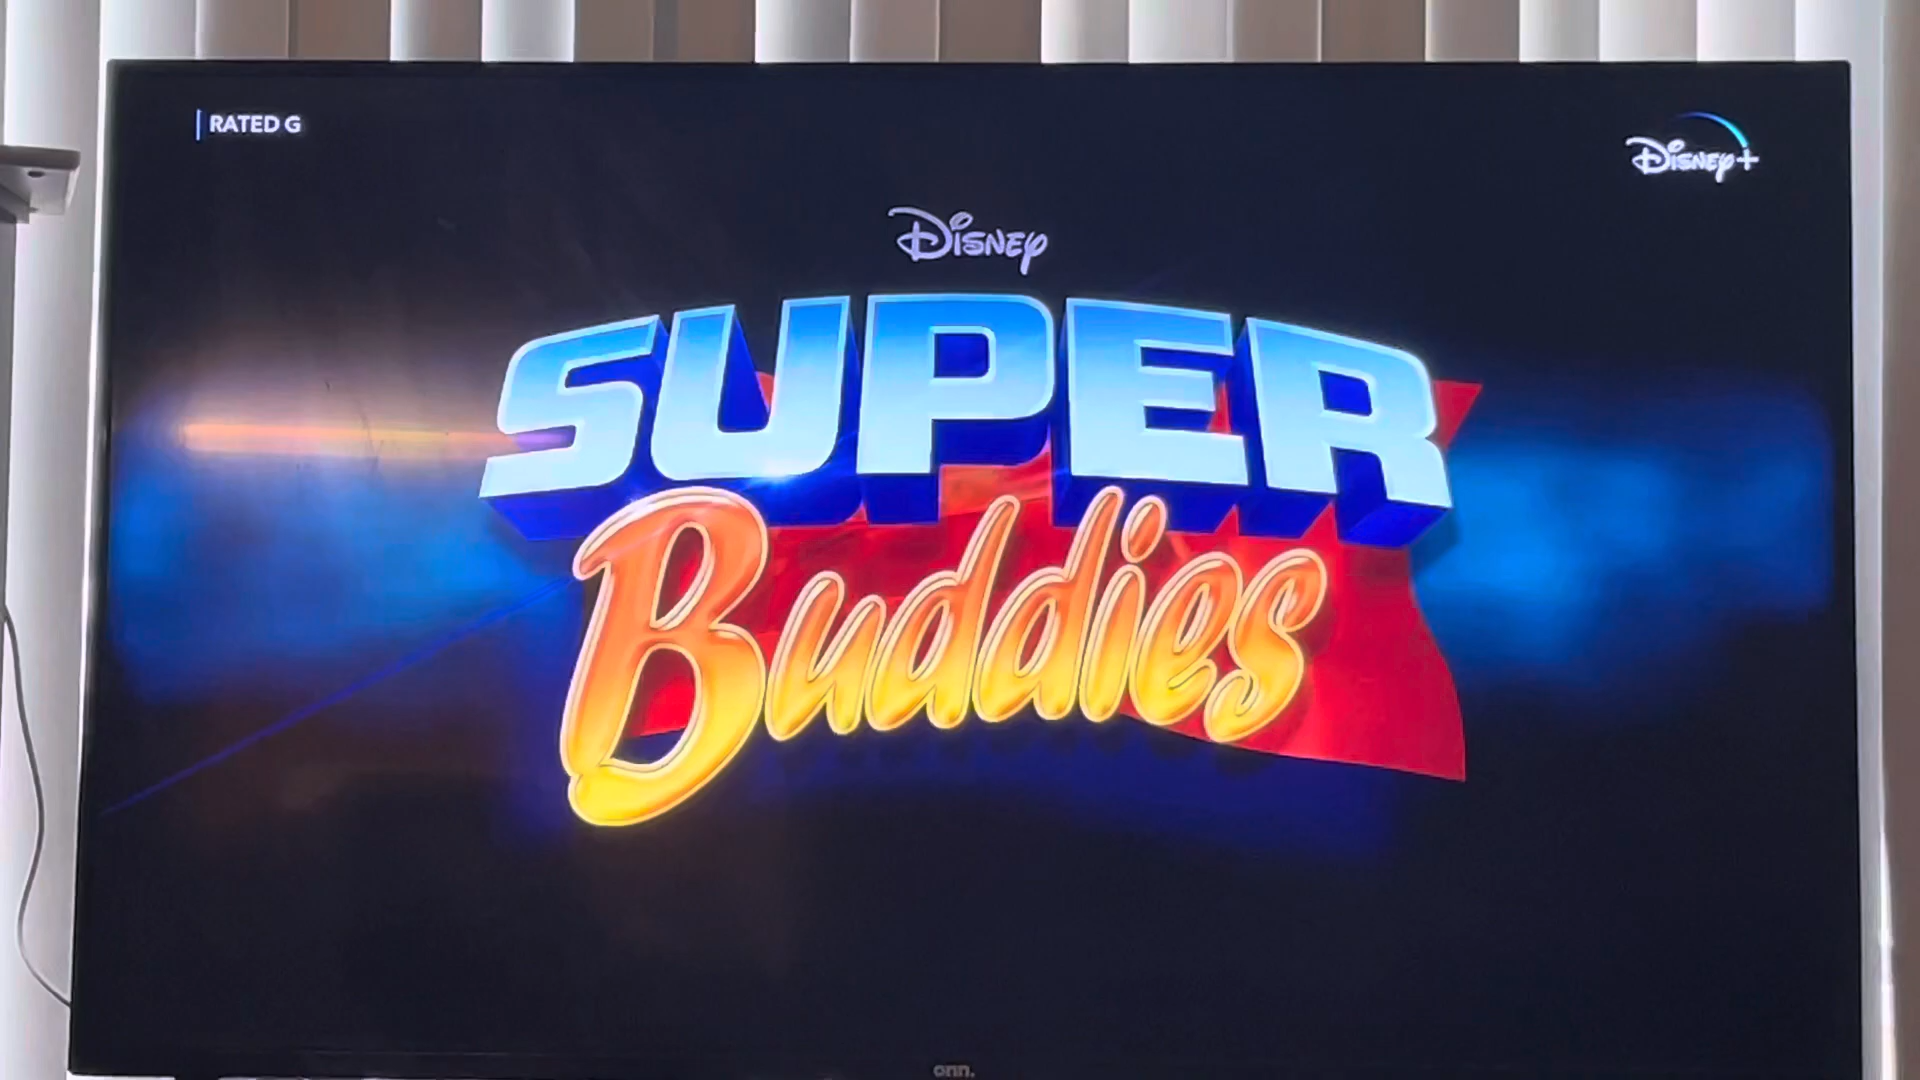 RATED G
Disney+
Disney
SUPER
Buddies
onn.